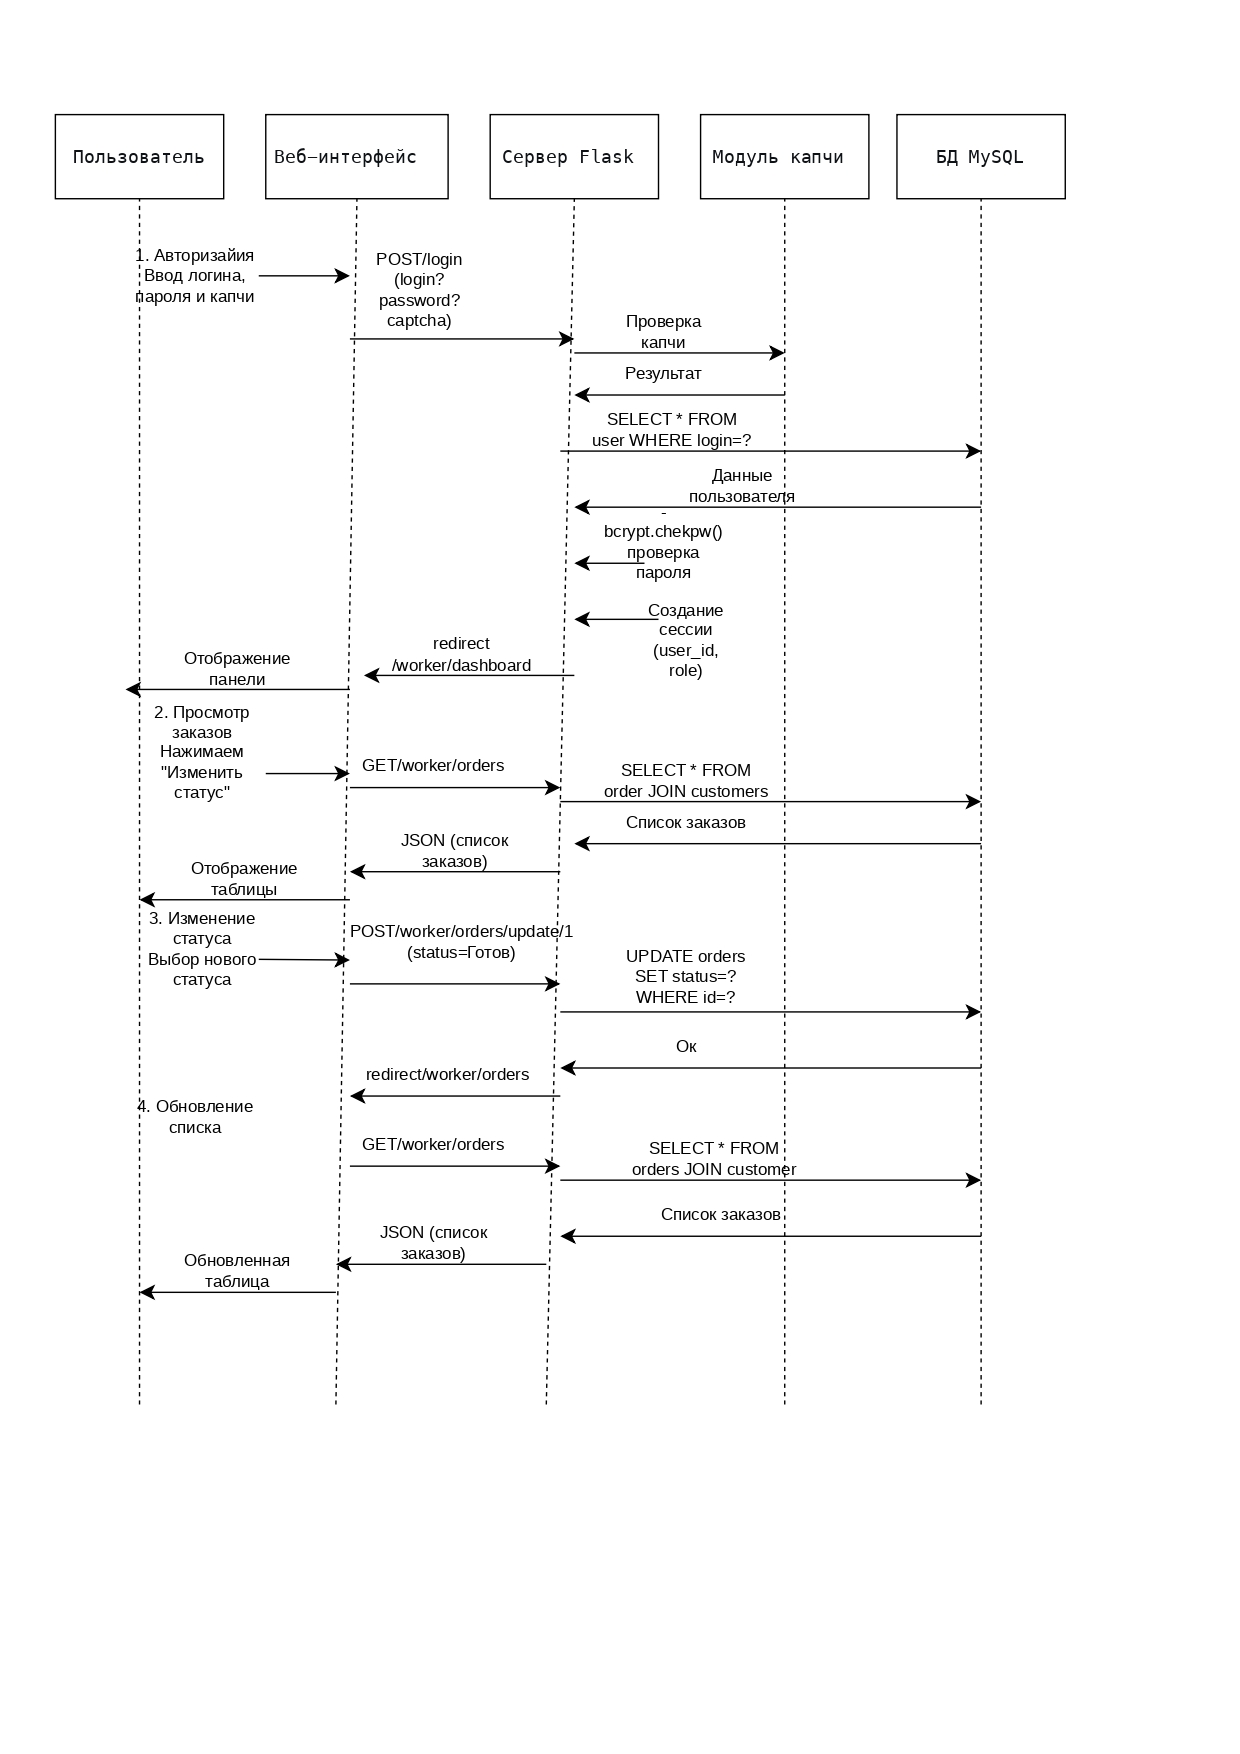 Пользователь
Веб-интерфейс
Сервер Flask
Модуль капчи
БД MySQL
1. Авторизайия
Ввод логина,
пароля и капчи
POST/login
(login?
password?
captcha)
Проверка
капчи
Результат
SELECT * FROM
user WHERE login=?
Данные
пользователя
-
bcrypt.chekpw()
проверка
пароля
Создание
сессии
(user_id,
role)
redirect
/worker/dashboard
Отображение
панели
2. Просмотр
заказов
Нажимаем
"Изменить
статус"
GET/worker/orders
SELECT * FROM
order JOIN customers
Список заказов
JSON (список
заказов)
Отображение
таблицы
3. Изменение
статуса
Выбор нового
статуса
POST/worker/orders/update/1
(status=Готов)
UPDATE orders
SET status=?
WHERE id=?
Ок
redirect/worker/orders
4. Обновление
списка
GET/worker/orders
SELECT * FROM
orders JOIN customer
Список заказов
JSON (список
заказов)
Обновленная
таблица